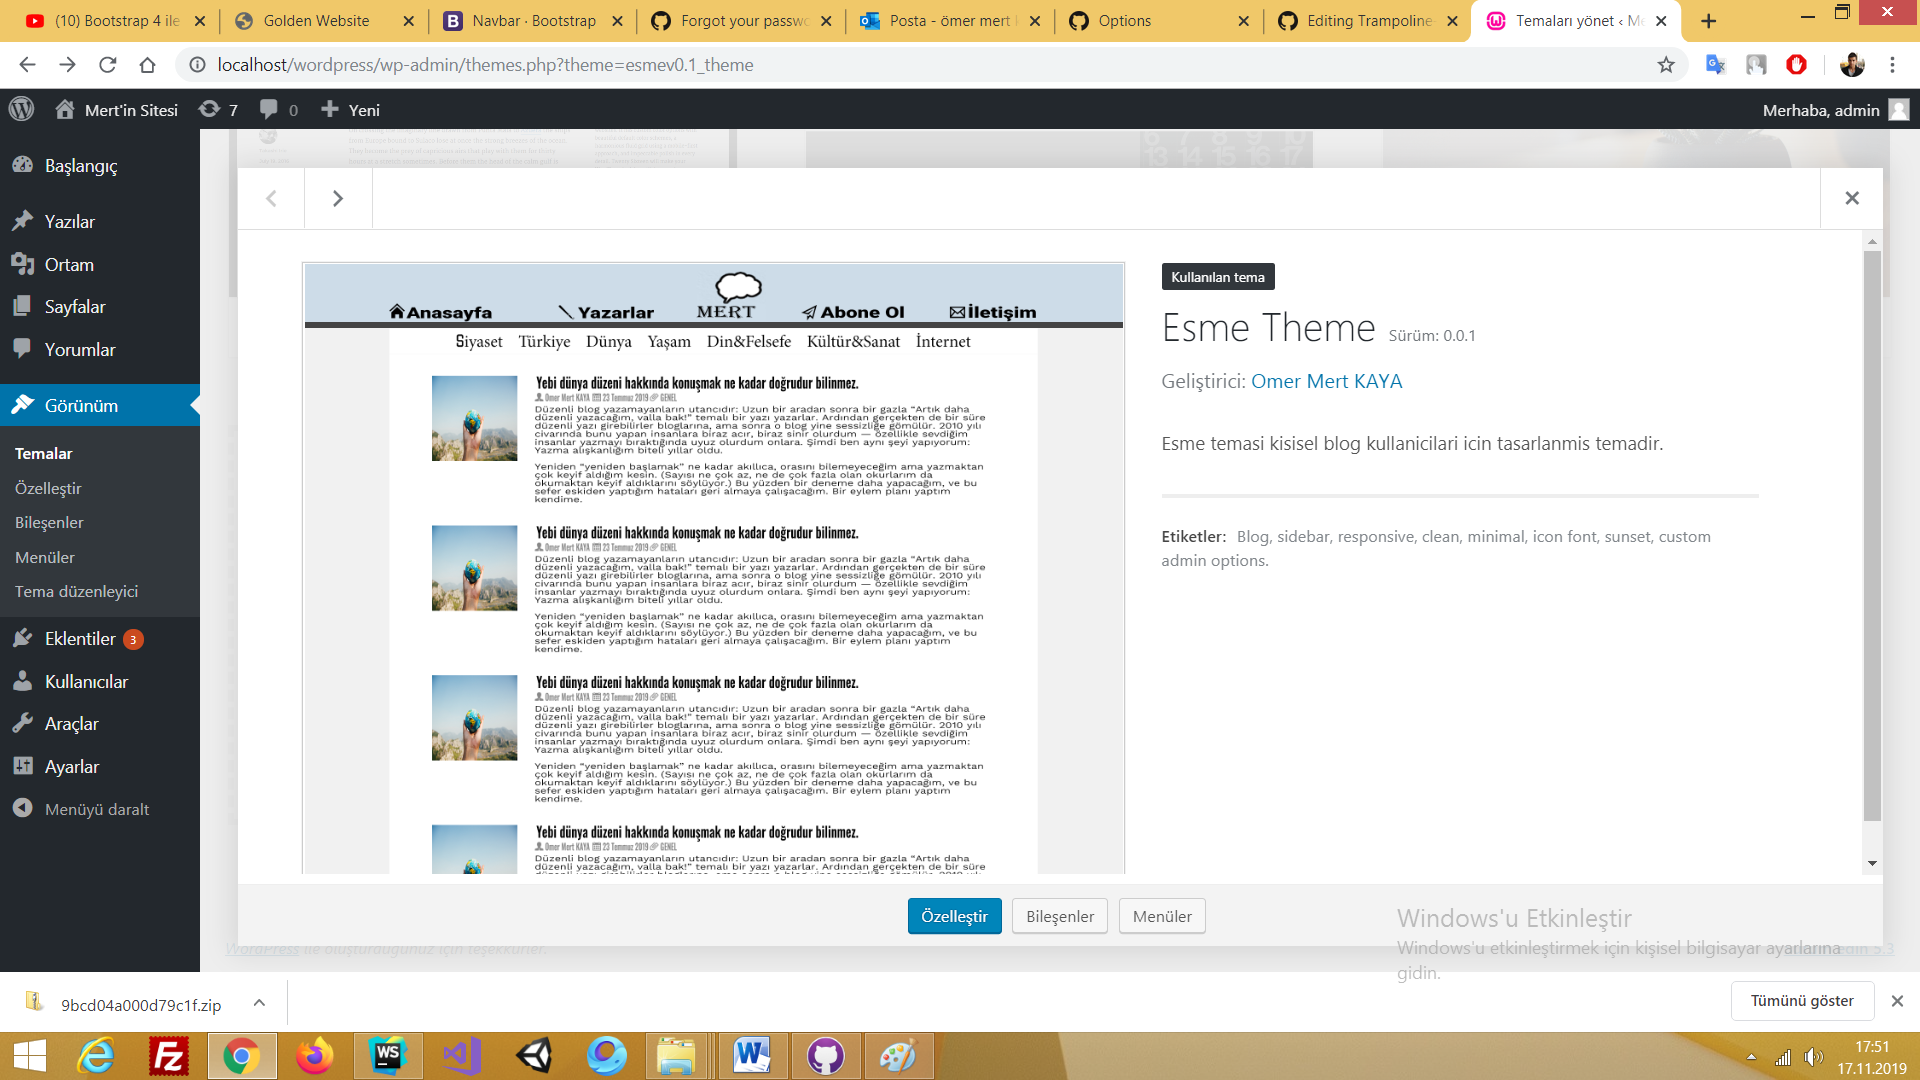 (10) Bootstrap 4 ile
Golden Website
Navbar · Bootstrap
Forgot your passwo
Posta - ömer mert k
Options
Editing Trampoline-
Temaları yönet ‹ Me
localhost/wordpress/wp-admin/themes.php?theme=esmev0.1_theme
Mert'in Sitesi
7
0
Yeni
Merhaba, admin
Başlangıç
Yazılar
Ortam
Sayfalar
Yorumlar
Görünüm
Temalar
Özelleştir
Bileşenler
Menüler
Tema düzenleyici
Eklentiler 3
Kullanıcılar
Araçlar
Ayarlar
Menüyü daralt
6 7 8 9 10
13 14 15 16 17
Anasayfa
Yazarlar
MERT
Abone Ol
İletişim
Siyaset Türkiye Dünya Yaşam Din&Felsefe Kültür&Sanat İnternet
Yebi dünya düzeni hakkında konuşmak ne kadar doğrudur bilinmez.
Omer Mert KAYA 23 Temmuz 2019 GENEL
Düzenli blog yazamayanların utancıdır: Uzun bir aradan sonra bir gazla “Artık daha
düzenli yazacağım, valla bak!” temalı bir yazı yazarlar. Ardından gerçekten de bir süre
düzenli yazı girebilirler bloglarına, ama sonra o blog yine sessizliğe gömülür. 2010 yılı
civarında bunu yapan insanlara biraz acır, biraz sinir olurdum — özellikle sevdiğim
insanlar yazmayı bıraktığında uyuz olurdum onlara. Şimdi ben aynı şeyi yapıyorum:
Yazma alışkanlığım biteli yıllar oldu.
Yeniden “yeniden başlamak” ne kadar akıllıca, orasını bilemeyeceğim ama yazmaktan
çok keyif aldığım kesin. (Sayısı ne çok az, ne de çok fazla olan okurlarım da
okumaktan keyif aldıklarını söylüyor.) Bu yüzden bir deneme daha yapacağım, ve bu
sefer eskiden yaptığım hataları geri almaya çalışacağım. Bir eylem planı yaptım
kendime.
Yebi dünya düzeni hakkında konuşmak ne kadar doğrudur bilinmez.
Omer Mert KAYA 23 Temmuz 2019 GENEL
Düzenli blog yazamayanların utancıdır: Uzun bir aradan sonra bir gazla “Artık daha
düzenli yazacağım, valla bak!” temalı bir yazı yazarlar. Ardından gerçekten de bir süre
düzenli yazı girebilirler bloglarına, ama sonra o blog yine sessizliğe gömülür. 2010 yılı
civarında bunu yapan insanlara biraz acır, biraz sinir olurdum — özellikle sevdiğim
insanlar yazmayı bıraktığında uyuz olurdum onlara. Şimdi ben aynı şeyi yapıyorum:
Yazma alışkanlığım biteli yıllar oldu.
Yeniden “yeniden başlamak” ne kadar akıllıca, orasını bilemeyeceğim ama yazmaktan
çok keyif aldığım kesin. (Sayısı ne çok az, ne de çok fazla olan okurlarım da
okumaktan keyif aldıklarını söylüyor.) Bu yüzden bir deneme daha yapacağım, ve bu
sefer eskiden yaptığım hataları geri almaya çalışacağım. Bir eylem planı yaptım
kendime.
Yebi dünya düzeni hakkında konuşmak ne kadar doğrudur bilinmez.
Omer Mert KAYA 23 Temmuz 2019 GENEL
Düzenli blog yazamayanların utancıdır: Uzun bir aradan sonra bir gazla “Artık daha
düzenli yazacağım, valla bak!” temalı bir yazı yazarlar. Ardından gerçekten de bir süre
düzenli yazı girebilirler bloglarına, ama sonra o blog yine sessizliğe gömülür. 2010 yılı
civarında bunu yapan insanlara biraz acır, biraz sinir olurdum — özellikle sevdiğim
insanlar yazmayı bıraktığında uyuz olurdum onlara. Şimdi ben aynı şeyi yapıyorum:
Yazma alışkanlığım biteli yıllar oldu.
Yeniden “yeniden başlamak” ne kadar akıllıca, orasını bilemeyeceğim ama yazmaktan
çok keyif aldığım kesin. (Sayısı ne çok az, ne de çok fazla olan okurlarım da
okumaktan keyif aldıklarını söylüyor.) Bu yüzden bir deneme daha yapacağım, ve bu
sefer eskiden yaptığım hataları geri almaya çalışacağım. Bir eylem planı yaptım
kendime.
Yebi dünya düzeni hakkında konuşmak ne kadar doğrudur bilinmez.
Omer Mert KAYA 23 Temmuz 2019 GENEL
Düzenli blog yazamayanların utancıdır: Uzun bir aradan sonra bir gazla “Artık daha
düzenli yazacağım, valla bak!” temalı bir yazı yazarlar. Ardından gerçekten de bir süre
Kullanılan tema
Esme Theme Sürüm: 0.0.1
Geliştirici: Omer Mert KAYA
Esme temasi kisisel blog kullanicilari icin tasarlanmis temadir.
Etiketler: Blog, sidebar, responsive, clean, minimal, icon font, sunset, custom
admin options.
Özelleştir
Bileşenler
Menüler
WordPress ile oluşturduğunuz için teşekkürler.
Windows'u Etkinleştir
Windows'u etkinleştirmek için kişisel bilgisayar ayarlarına
gidin.
9bcd04a000d79c1f.zip
Tümünü göster
17:51
17.11.2019